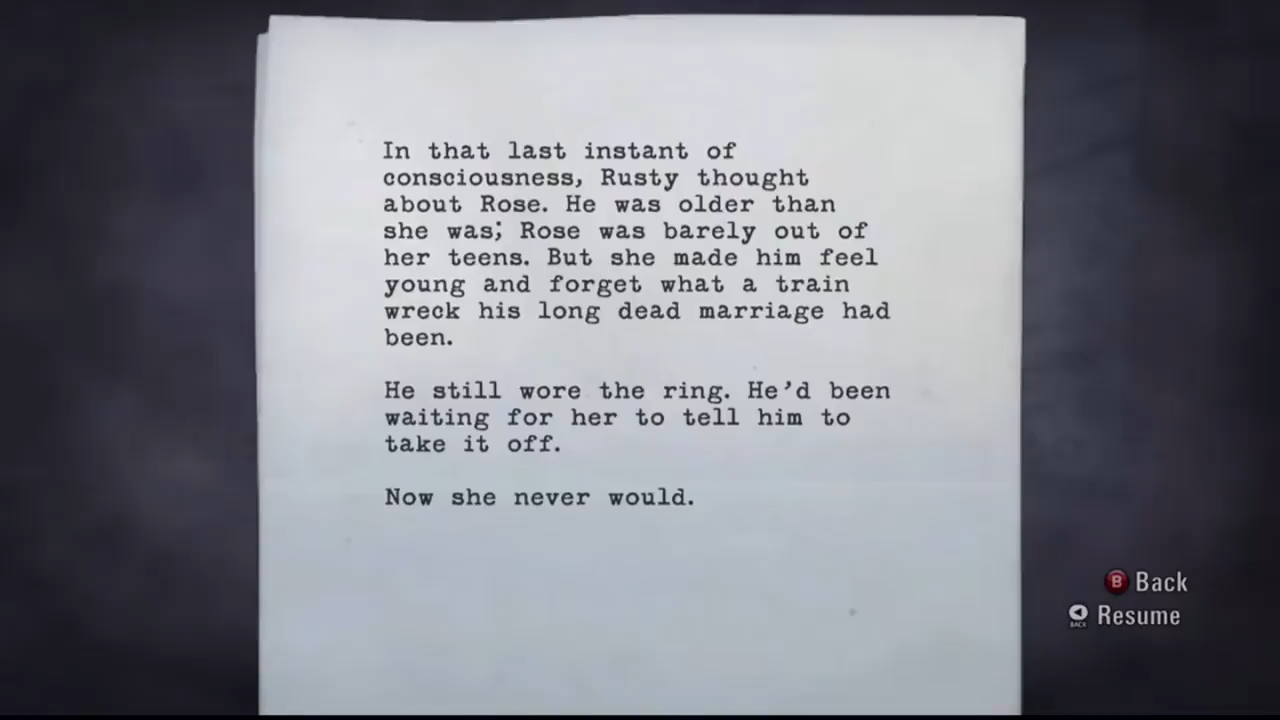 In that last instant of
consciousness, Rusty thought
about Rose. He was older than
she was; Rose was barely out of
her teens. But she made him feel
young and forget what a train
wreck his long dead marriage had
been.
He still wore the ring. He'd been
waiting for her to tell him to
take it off.
Now she never would.
B Back
BACK Resume